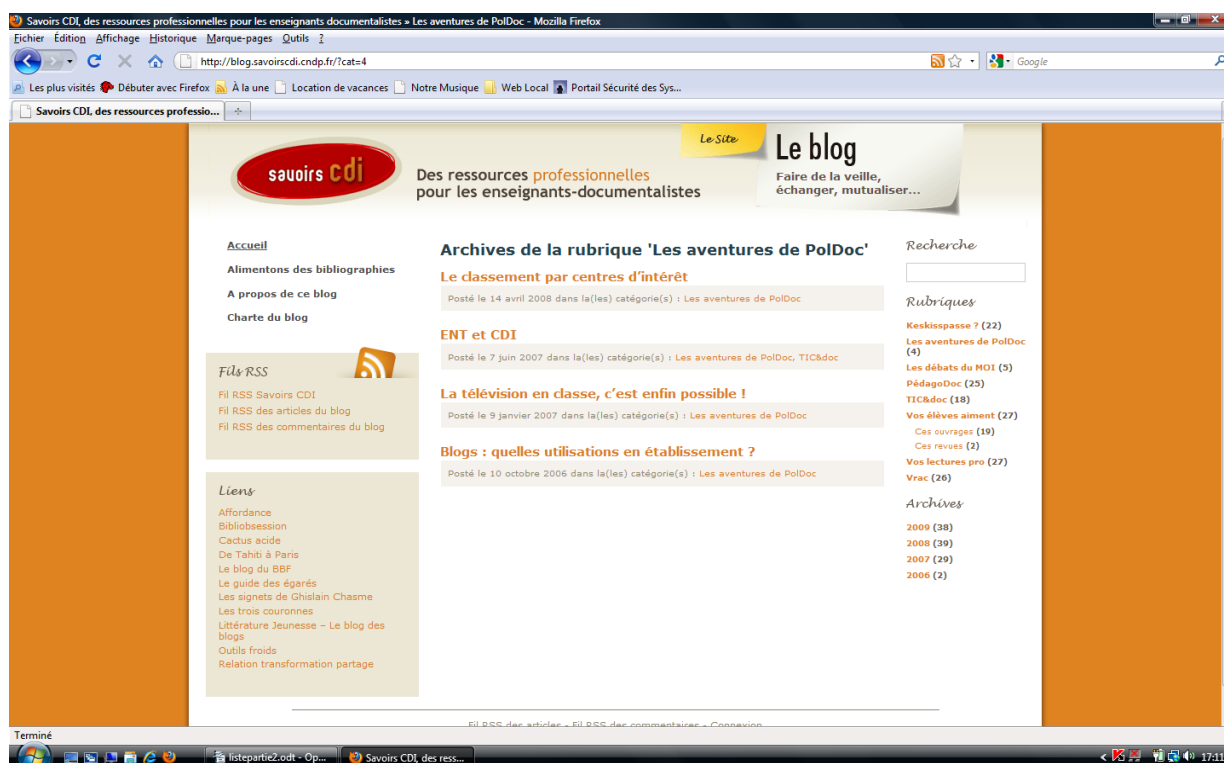 Savoirs CDI, des ressources professionnelles pour les enseignants documentalistes » Les aventures de PolDoc - Mozilla Firefox
Fichier Édition Affichage Historique Marque-pages Outils ?
http://blog.savoirscdi.cndp.fr/?cat=4
Google
Les plus visités Débuter avec Firefox À la une Location de vacances Notre Musique Web Local Portail Sécurité des Sys...
Savoirs CDI, des ressources professio...
savoirs cdi
Des ressources professionnelles
pour les enseignants-documentalistes
Le Site
Le blog
Faire de la veille,
échanger, mutualiser...
Accueil
Alimentons des bibliographies
A propos de ce blog
Charte du blog
Fils RSS
Fil RSS Savoirs CDI
Fil RSS des articles du blog
Fil RSS des commentaires du blog
Liens
Affordance
Bibliobsession
Cactus acide
De Tahiti à Paris
Le blog du BBF
Le guide des égarés
Les signets de Ghislain Chasme
Les trois couronnes
Littérature Jeunesse – Le blog des
blogs
Outils froids
Relation transformation partage
Archives de la rubrique 'Les aventures de PolDoc'
Le classement par centres d'intérêt
Posté le 14 avril 2008 dans la(les) catégorie(s) : Les aventures de PolDoc
ENT et CDI
Posté le 7 juin 2007 dans la(les) catégorie(s) : Les aventures de PolDoc, TIC&doc
La télévision en classe, c'est enfin possible !
Posté le 9 janvier 2007 dans la(les) catégorie(s) : Les aventures de PolDoc
Blogs : quelles utilisations en établissement ?
Posté le 10 octobre 2006 dans la(les) catégorie(s) : Les aventures de PolDoc
Recherche
Rubriques
Keskisspasse ? (22)
Les aventures de PolDoc
(4)
Les débats du MOI (5)
PédagoDoc (25)
TIC&doc (18)
Vos élèves aiment (27)
Ces ouvrages (19)
Ces revues (2)
Vos lectures pro (27)
Vrac (26)
Archives
2009 (38)
2008 (39)
2007 (29)
2006 (2)
Fil RSS des articles - Fil RSS des commentaires - Connexion
Terminé
listepartie2.odt - Op...
Savoirs CDI, des ress...
17:11